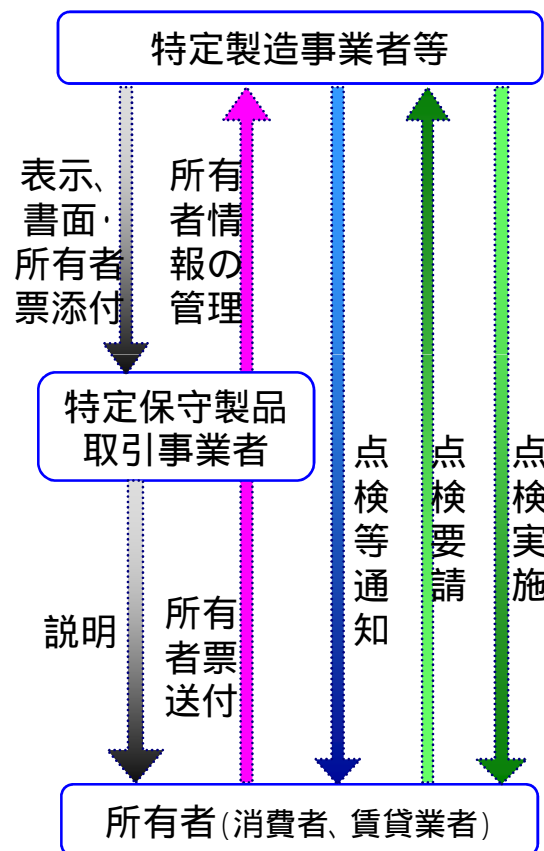 特定製造事業者等
表示、
書面・
所有者
票添付
所有
者情
報の
管理
特定保守製品
取引事業者
点検等通知
点検要請
点検実施
説明
所有
者票
送付
所有者(消費者、賃貸業者)